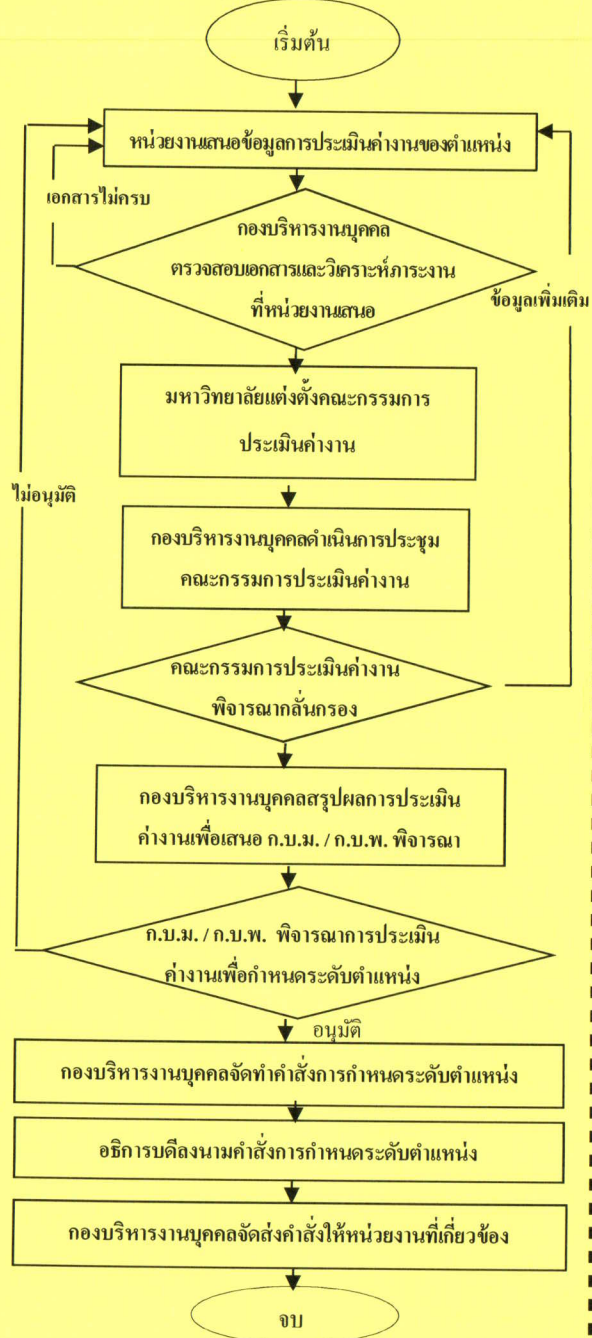 เริ่มต้น
หน่วยงานเสนอข้อมูลการประเมินค่างานของตำแหน่ง
เอกสารไม่ครบ
กองบริหารงานบุคคล
ตรวจสอบเอกสารและวิเคราะห์ภาระงาน
ที่หน่วยงานเสนอ
ข้อมูลเพิ่มเติม
มหาวิทยาลัยแต่งตั้งคณะกรรมการ
ประเมินค่างาน
ไม่อนุมัติ
กองบริหารงานบุคคลดำเนินการประชุม
คณะกรรมการประเมินค่างาน
คณะกรรมการประเมินค่างาน
พิจารณากลั่นกรอง
กองบริหารงานบุคคลสรุปผลการประเมิน
ค่างานเพื่อเสนอ ก.บ.ม. / ก.บ.พ. พิจารณา
ก.บ.ม. / ก.บ.พ. พิจารณาการประเมิน
ค่างานเพื่อกำหนดระดับตำแหน่ง
อนุมัติ
กองบริหารงานบุคคลจัดทำคำสั่งการกำหนดระดับตำแหน่ง
อธิการบดีลงนามคำสั่งการกำหนดระดับตำแหน่ง
กองบริหารงานบุคคลจัดส่งคำสั่งให้หน่วยงานที่เกี่ยวข้อง
จบ